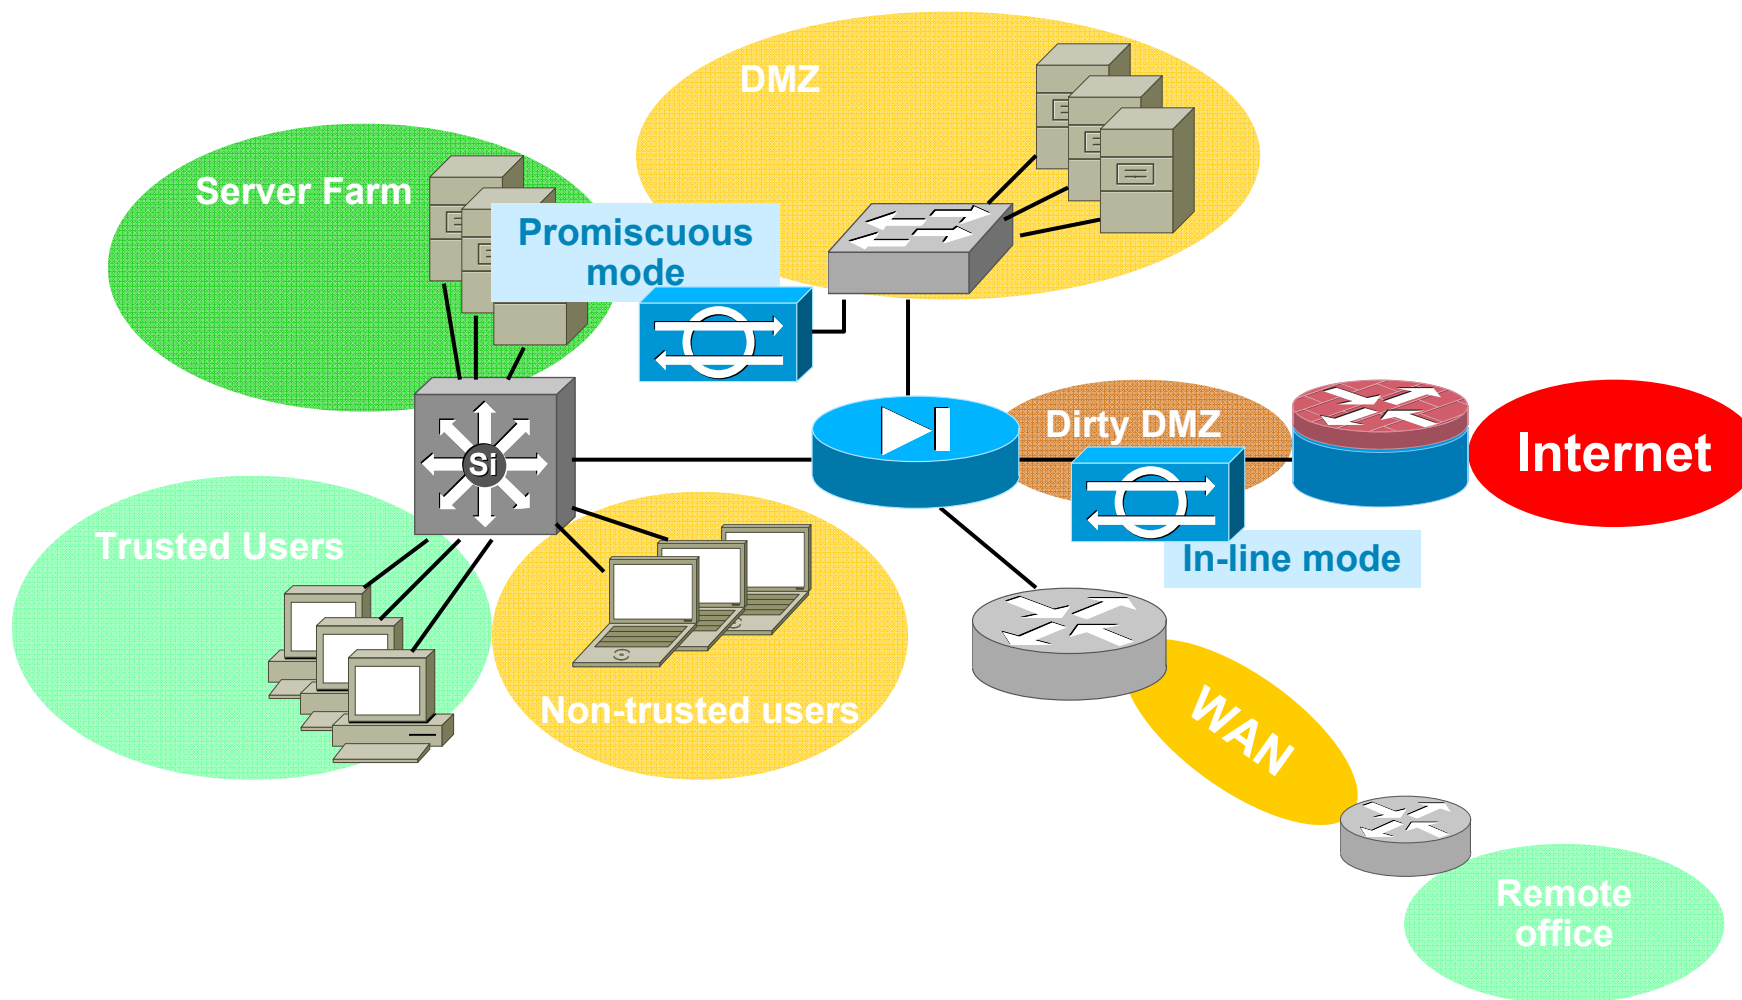 DMZ
Server Farm
Promiscuous
mode
Dirty DMZ
Internet
Si
Trusted Users
In-line mode
Non-trusted users
WAN
Remote
office